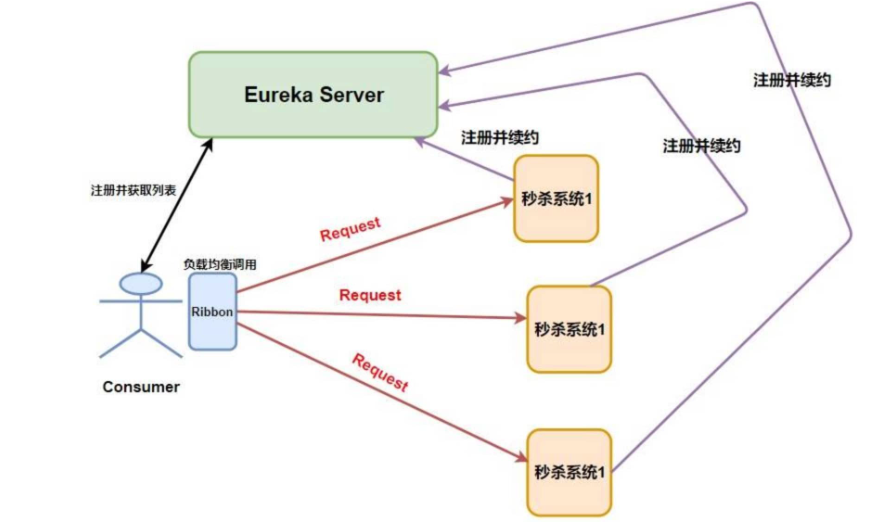 Eureka Server
注册并续约
注册并续约
注册并续约
秒杀系统1
注册并获取列表
Request
负载均衡调用
Ribbon
Request
秒杀系统1
Request
Consumer
秒杀系统1